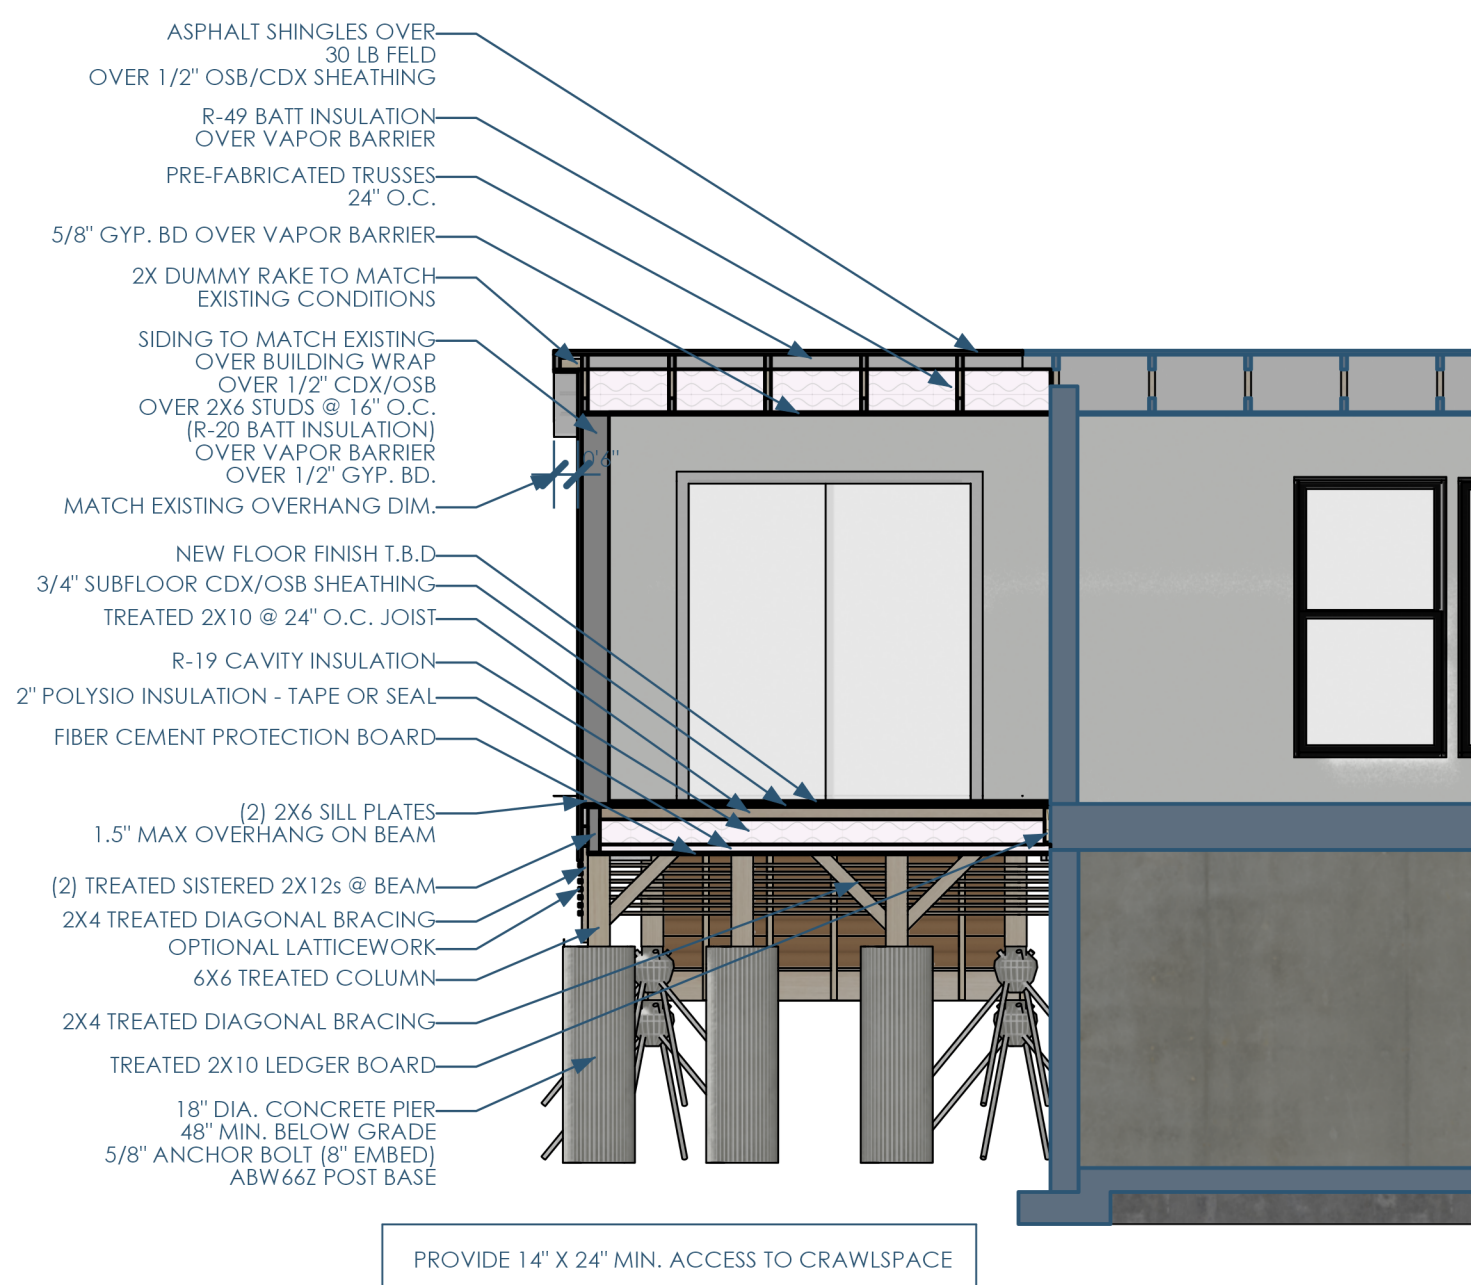 ASPHALT SHINGLES OVER
30 LB FELD
OVER 1/2" OSB/CDX SHEATHING
R-49 BATT INSULATION
OVER VAPOR BARRIER
PRE-FABRICATED TRUSSES
24" O.C.
5/8" GYP. BD OVER VAPOR BARRIER
2X DUMMY RAKE TO MATCH
EXISTING CONDITIONS
SIDING TO MATCH EXISTING
OVER BUILDING WRAP
OVER 1/2" CDX/OSB
OVER 2X6 STUDS @ 16" O.C.
(R-20 BATT INSULATION)
OVER VAPOR BARRIER
OVER 1/2" GYP. BD.
0'6"
MATCH EXISTING OVERHANG DIM.
NEW FLOOR FINISH T.B.D
3/4" SUBFLOOR CDX/OSB SHEATHING
TREATED 2X10 @ 24" O.C. JOIST
R-19 CAVITY INSULATION
2" POLYSIO INSULATION - TAPE OR SEAL
FIBER CEMENT PROTECTION BOARD
(2) 2X6 SILL PLATES
1.5" MAX OVERHANG ON BEAM
(2) TREATED SISTERED 2X12s @ BEAM
2X4 TREATED DIAGONAL BRACING
OPTIONAL LATTICEWORK
6X6 TREATED COLUMN
2X4 TREATED DIAGONAL BRACING
TREATED 2X10 LEDGER BOARD
18" DIA. CONCRETE PIER
48" MIN. BELOW GRADE
5/8" ANCHOR BOLT (8" EMBED)
ABW66Z POST BASE
PROVIDE 14" X 24" MIN. ACCESS TO CRAWLSPACE